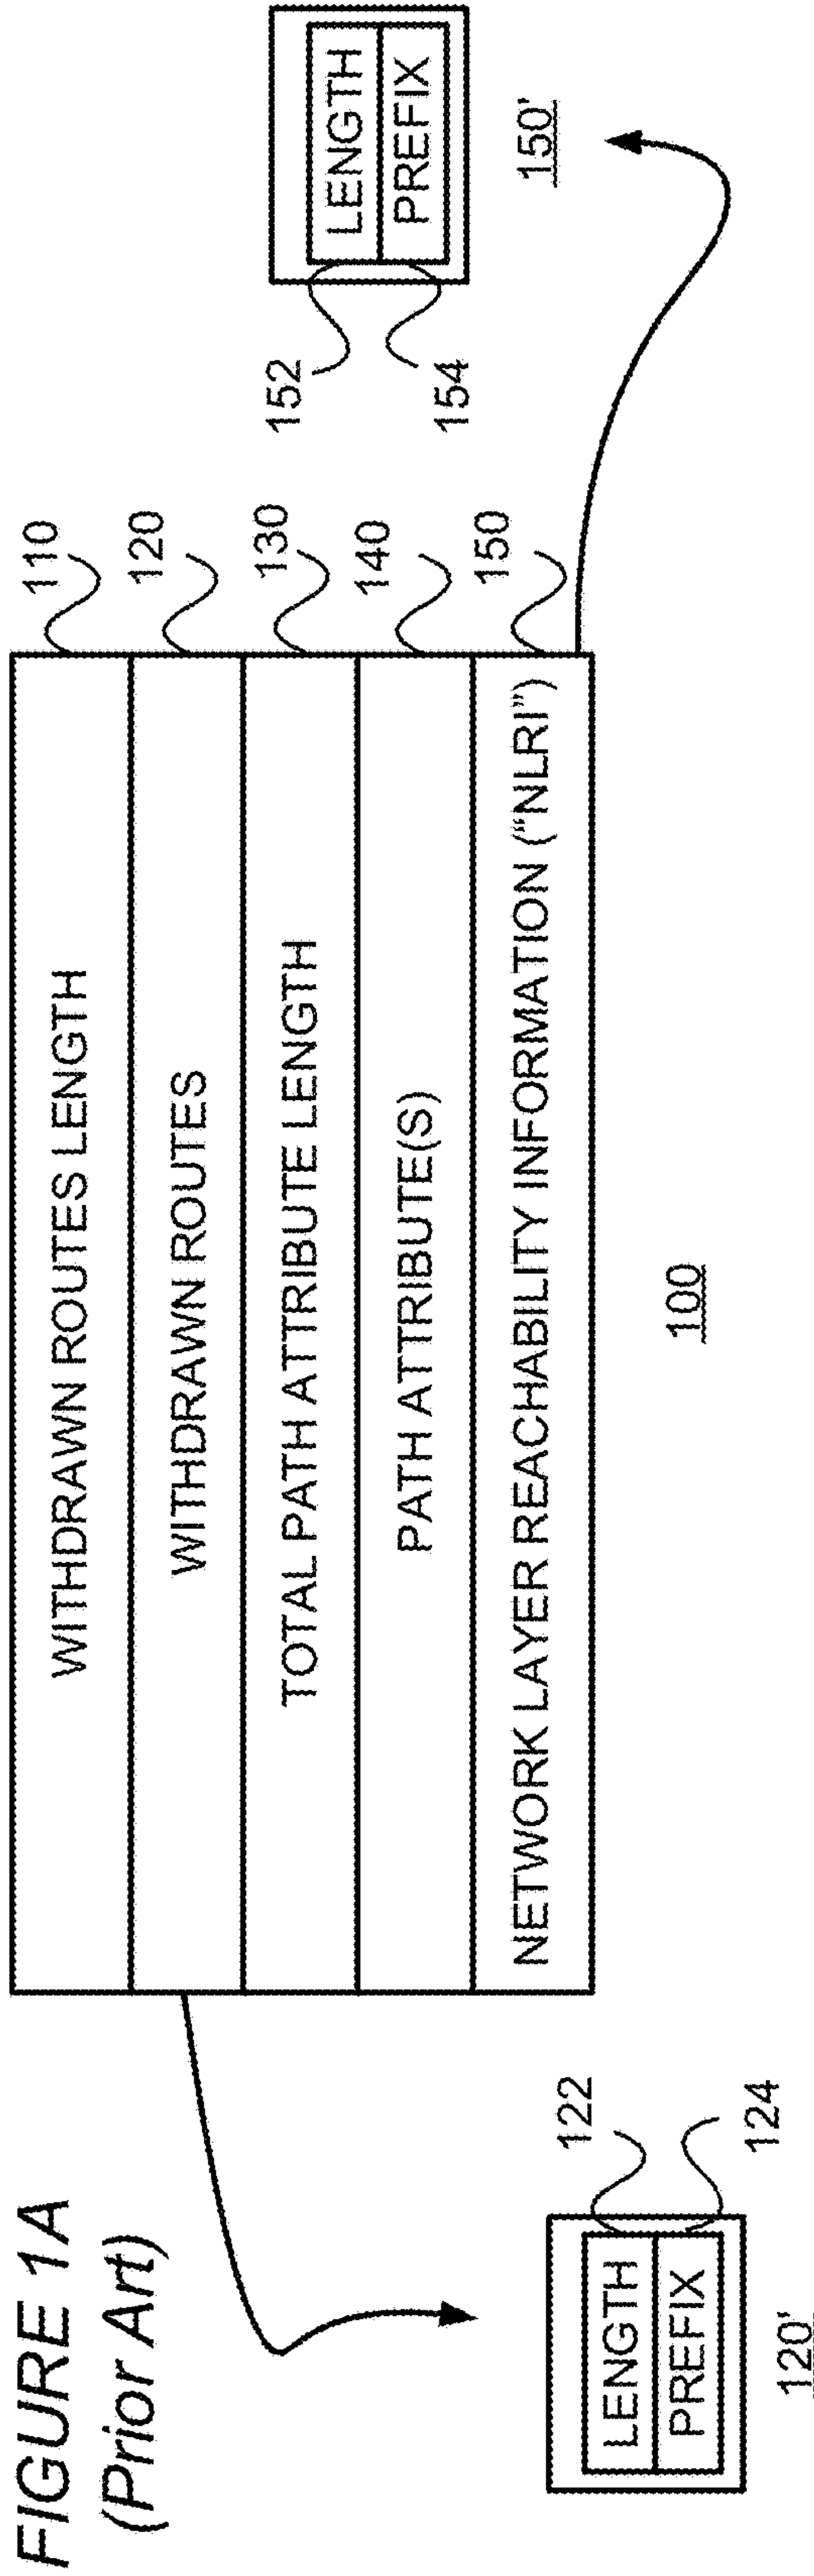 FIGURE 1A
(Prior Art)
WITHDRAWN ROUTES LENGTH
110
WITHDRAWN ROUTES
120
TOTAL PATH ATTRIBUTE LENGTH
130
PATH ATTRIBUTE(S)
140
NETWORK LAYER REACHABILITY INFORMATION (“NLRI”)
150
100
LENGTH
PREFIX
122
124
120'
LENGTH
PREFIX
152
154
150'